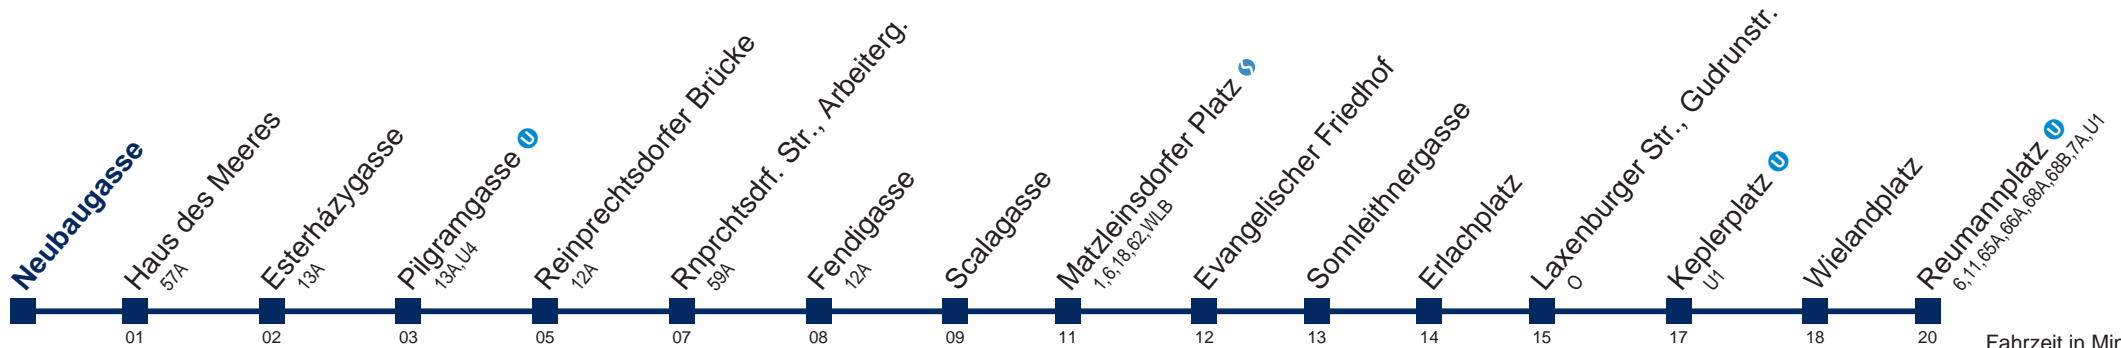 Neubaugasse
Haus des Meeres
57A
Esterházygasse
13A
Pilgramgasse U
13A,U4
Reinprechtsdorfer Brücke
12A
Rnprchtsdrf. Str., Arbeiterg.
59A
Fendigasse
12A
Scalagasse
Matzleinsdorfer Platz
1,6,18,62,WLB
Evangelischer Friedhof
Sonnleithnergasse
Erlachplatz
Laxenburger Str., Gudrunstr.
O
Keplerplatz U
U1
Wielandplatz
Reumannplatz U
6,11,65A,66A,68A,68B,7A,U1
01 02 03 05 07 08 09 11 12 13 14 15 17 18 20
Fahrzeit in Min